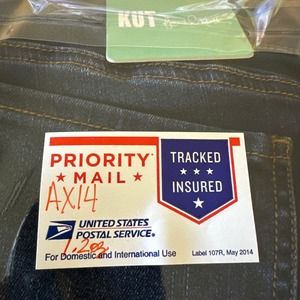 KUT
PRIORITY
★ MAIL ★
TRACKED
★★★
INSURED
★
AX14
UNITED STATES
POSTAL SERVICE®
1.2oz
For Domestic and International Use
Label 107R, May 2014